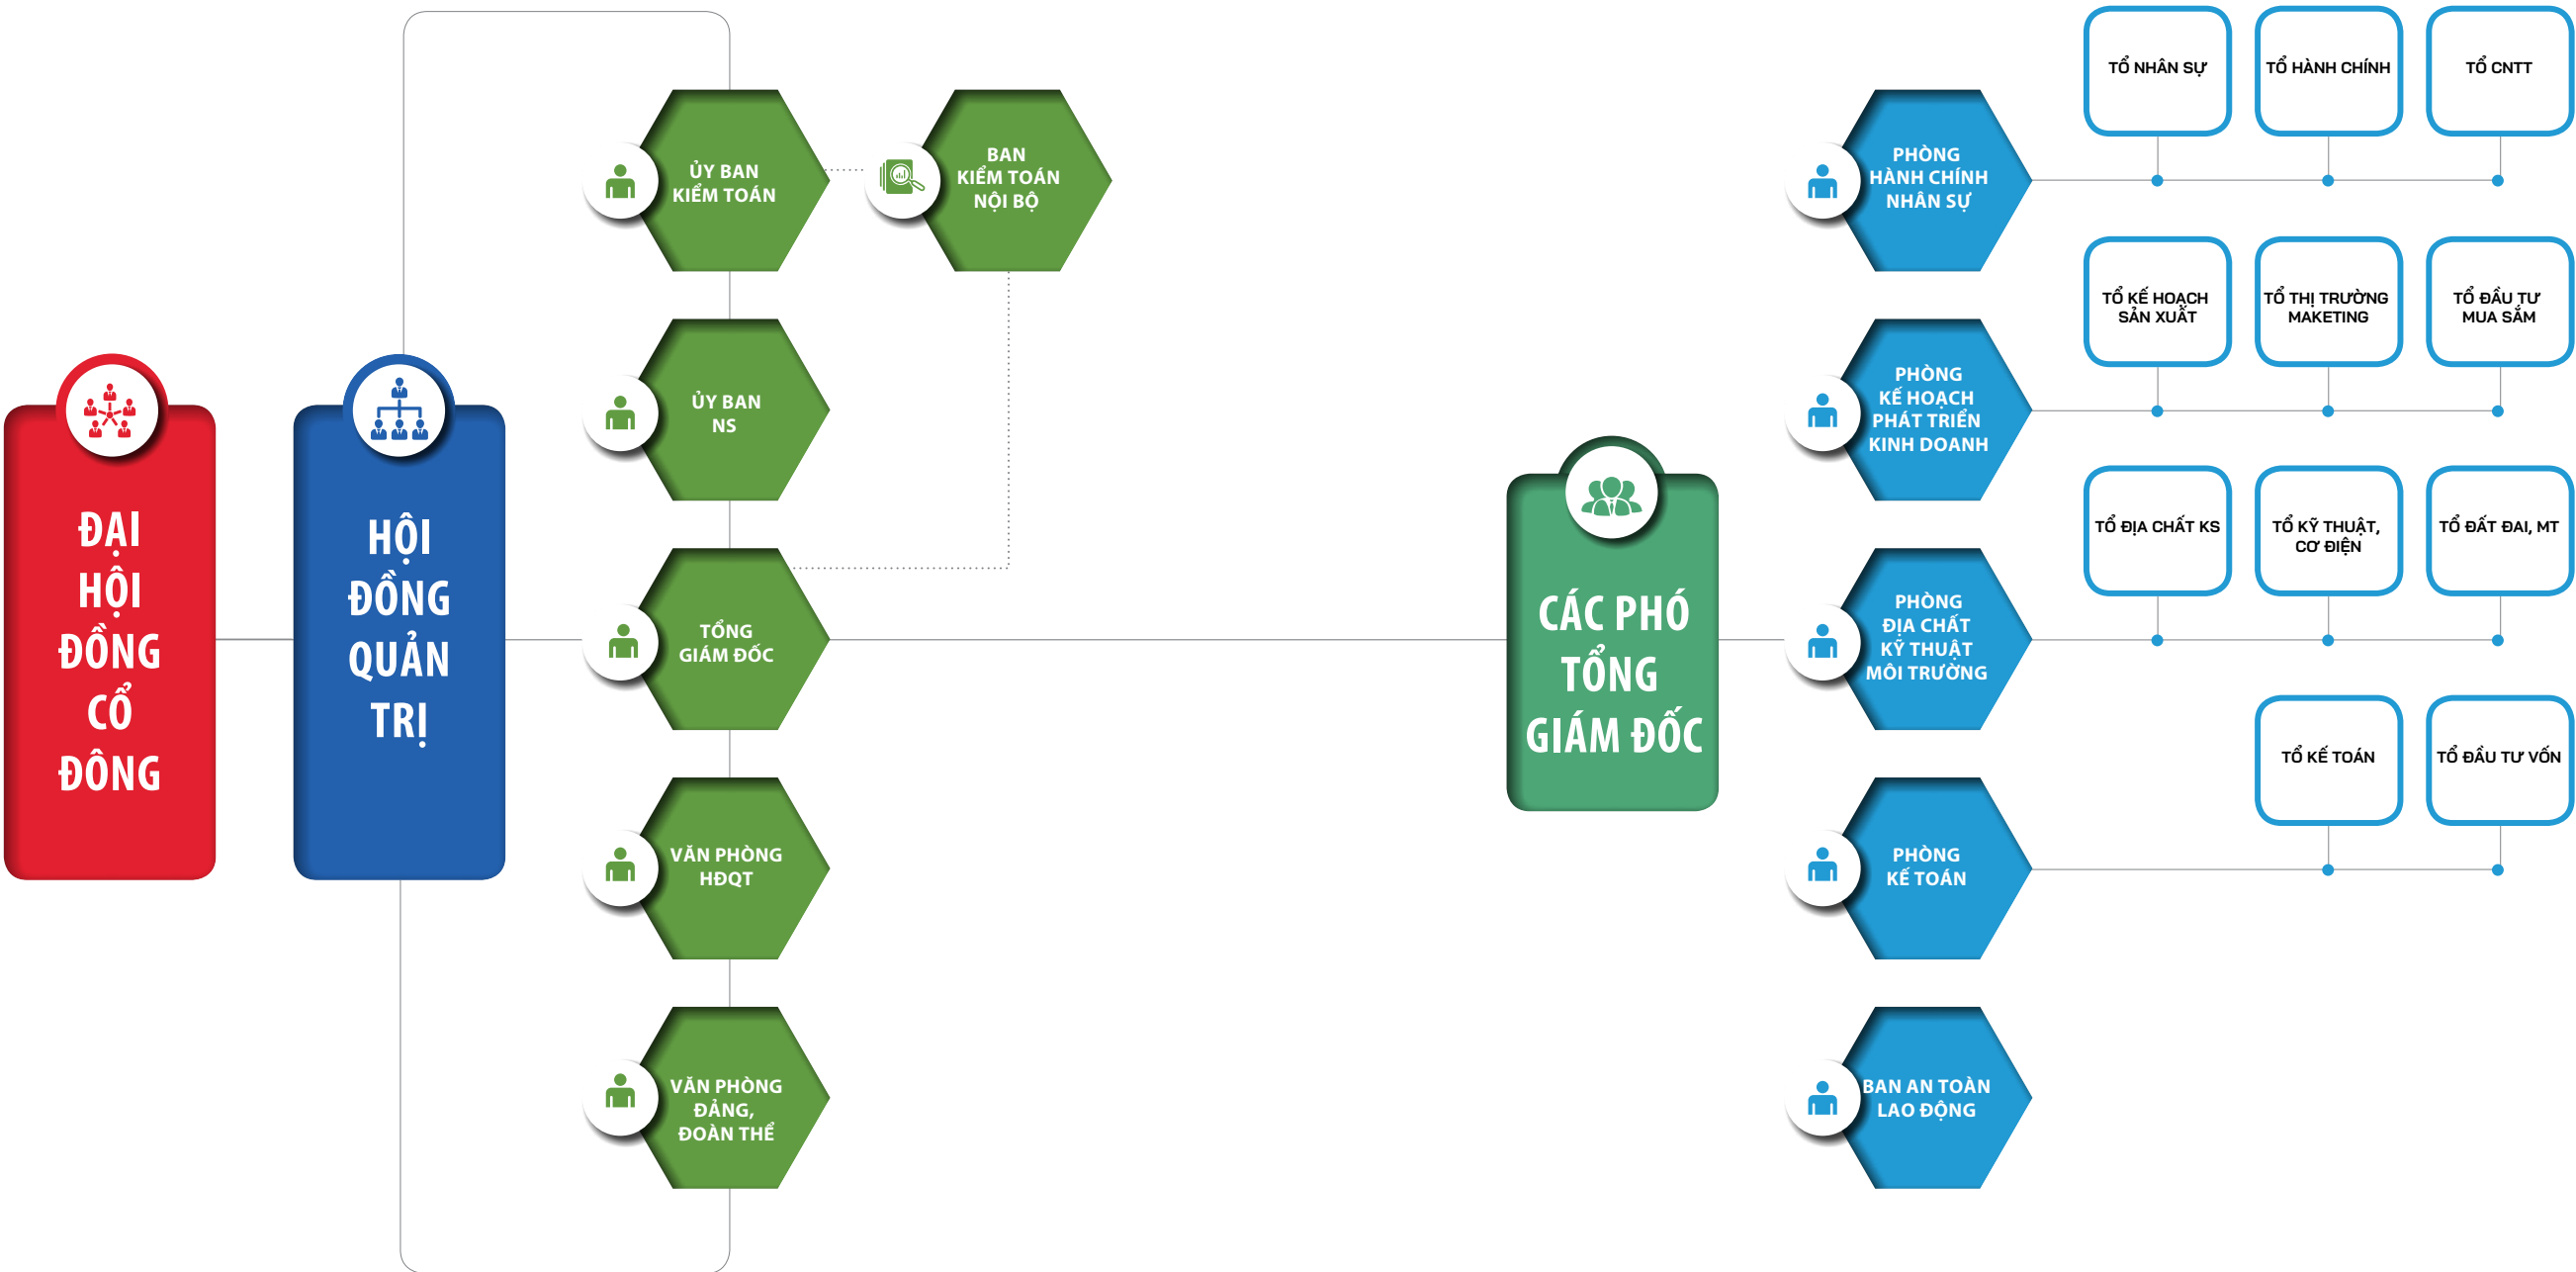 ĐẠI
HỘI
ĐỒNG
CỔ
ĐÔNG
HỘI
ĐỒNG
QUẢN
TRỊ
ỦY BAN
KIỂM TOÁN
BAN
KIỂM TOÁN
NỘI BỘ
ỦY BAN
NS
TỔNG
GIÁM ĐỐC
VĂN PHÒNG
HĐQT
VĂN PHÒNG
ĐẢNG,
ĐOÀN THỂ
CÁC PHÓ
TỔNG
GIÁM ĐỐC
PHÒNG
HÀNH CHÍNH
NHÂN SỰ
TỔ NHÂN SỰ
TỔ HÀNH CHÍNH
TỔ CNTT
PHÒNG
KẾ HOẠCH
PHÁT TRIỂN
KINH DOANH
TỔ KẾ HOẠCH
SẢN XUẤT
TỔ THỊ TRƯỜNG
MAKETING
TỔ ĐẦU TƯ
MUA SẮM
PHÒNG
ĐỊA CHẤT
KỸ THUẬT
MÔI TRƯỜNG
TỔ ĐỊA CHẤT KS
TỔ KỸ THUẬT,
CƠ ĐIỆN
TỔ ĐẤT ĐAI, MT
PHÒNG
KẾ TOÁN
TỔ KẾ TOÁN
TỔ ĐẦU TƯ VỐN
BAN AN TOÀN
LAO ĐỘNG